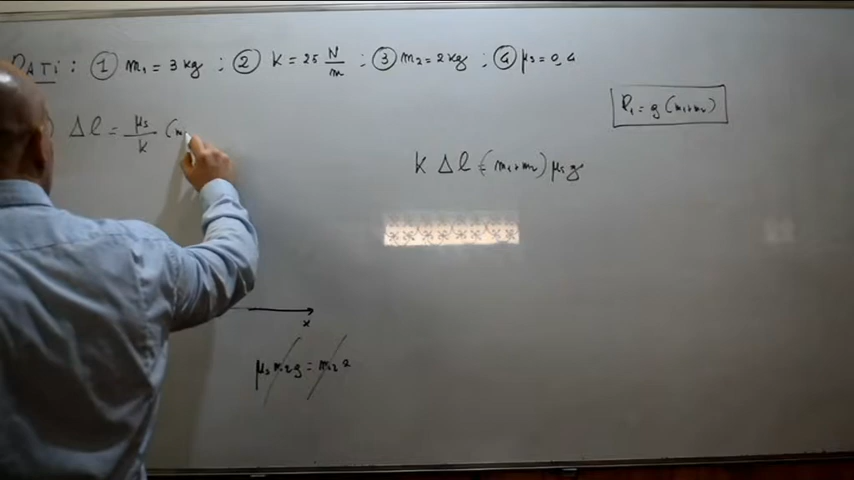 DATI : ① m₁ = 3 kg ; ② K = 25 N/m ; ③ m₂ = 2 kg ; ④ μs = 0,4
R₁ = g (m₁+m₂)
Δl = μs/K (m
K Δl = (m₁+m₂) μs g
x
μs m₂ g = m₂ a